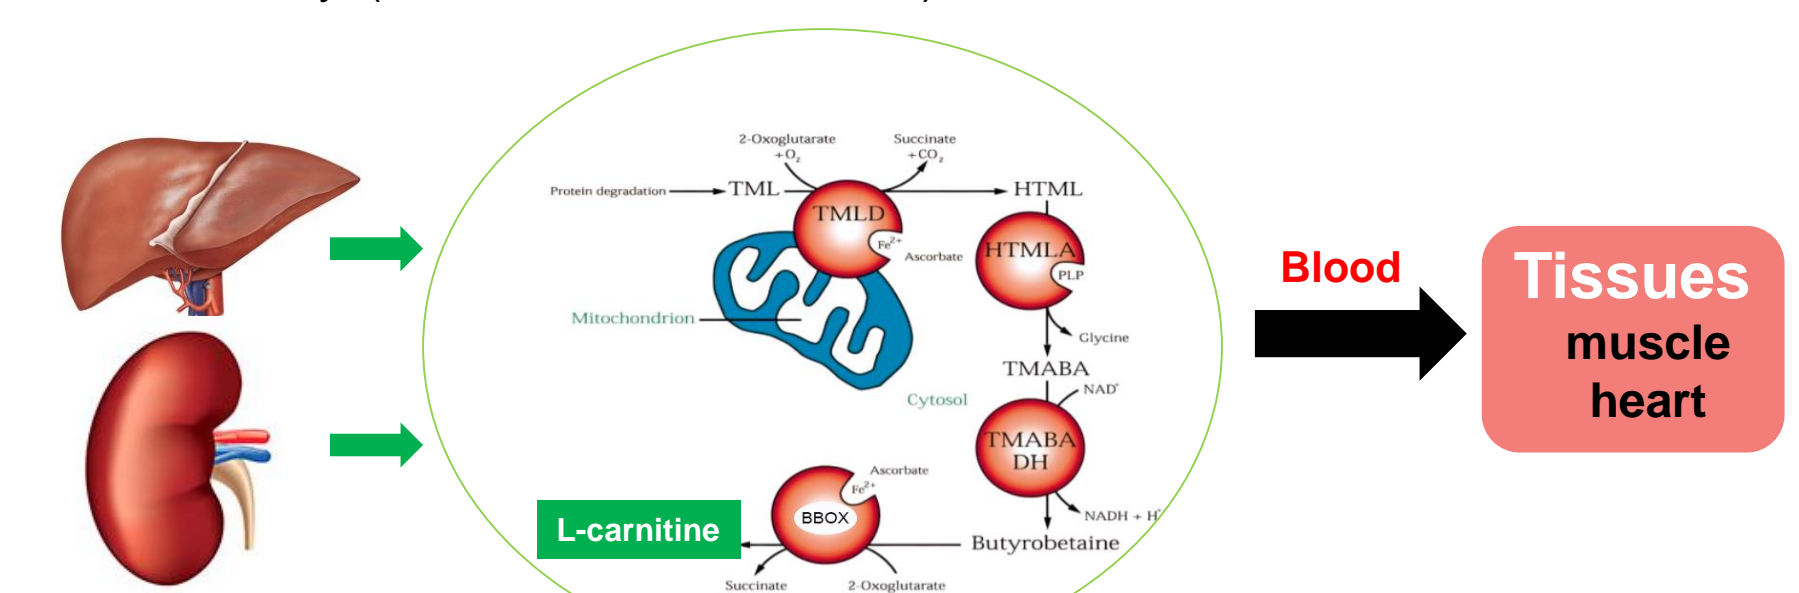 2-Oxoglutarate
+O₂
Succinate
+CO₂
Protein degradation
TML
HTML
TMLD
Fe²⁺
Ascorbate
HTMLA
PLP
Mitochondrion
Glycine
TMABA
NAD⁺
Cytosol
TMABA
DH
NADH + H⁺
Butyrobetaine
Ascorbate
Fe²⁺
BBOX
L-carnitine
Succinate
2-Oxoglutarate
Blood
Tissues
muscle
heart